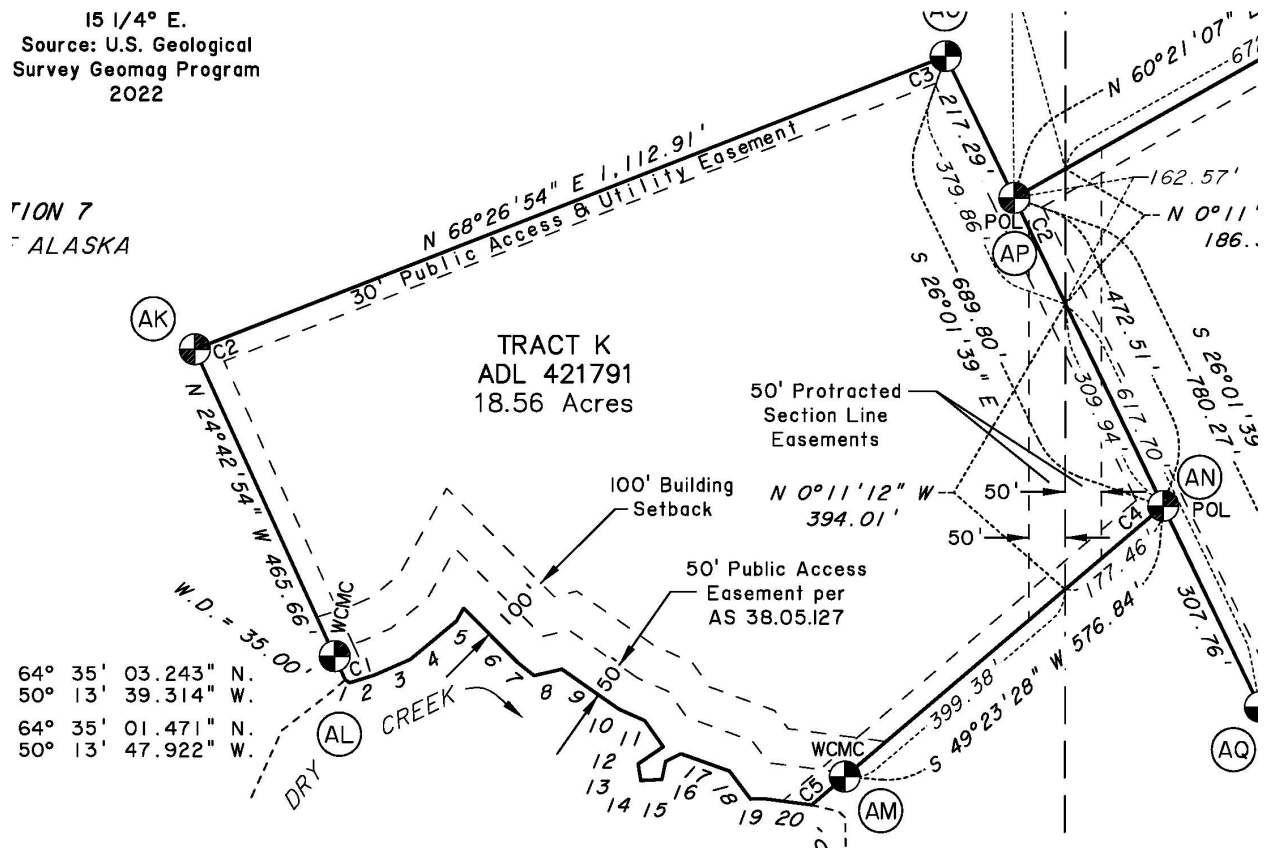 15 1/4° E.
Source: U.S. Geological
Survey Geomag Program
2022
TION 7
ALASKA
N 68°26'54" E 1,112.91'
30' Public Access & Utility Easement
C3
217.29'
379.86'
689.80'
S 26°01'39" E
N 60°21'07"
162.57'
N 0°11'
186.
POL
C2
AP
472.51'
617.70'
309.94'
S 26°01'39
780.27'
AK
C2
N 24°42'54" W 465.66'
TRACT K
ADL 421791
18.56 Acres
50' Protracted
Section Line
Easements
100' Building
Setback
N 0°11'12" W
394.01'
50'
50'
AN
POL
C4
177.46'
307.76'
50' Public Access
Easement per
AS 38.05.127
W.D. = 35.00'
WCMC
C1
100'
50'
64° 35' 03.243" N.
50° 13' 39.314" W.
64° 35' 01.471" N.
50° 13' 47.922" W.
AL
DRY CREEK
1 2 3 4 5 6 7 8 9 10 11 12 13 14 15 16 17 18 19 20
399.38'
S 49°23'28" W 576.84'
WCMC
C5
AM
AQ